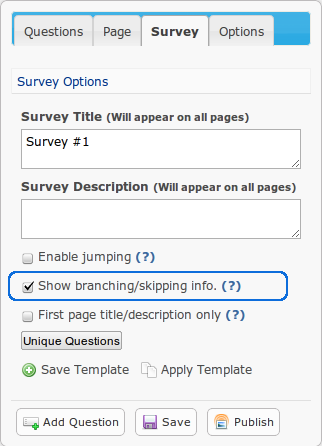 Questions Page Survey Options
Survey Options
Survey Title (Will appear on all pages)
Survey #1
Survey Description (Will appear on all pages)
Enable jumping (?)
Show branching/skipping info. (?)
First page title/description only (?)
Unique Questions
Save Template Apply Template
Add Question Save Publish